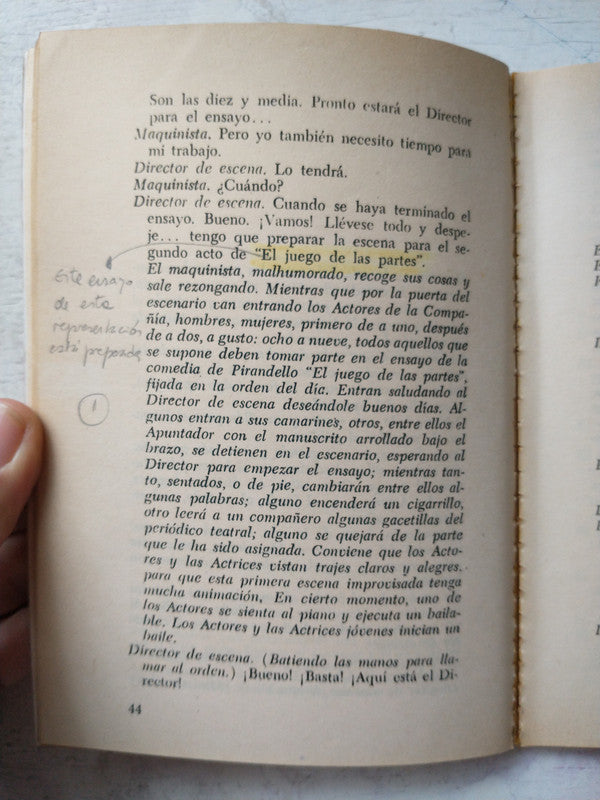 Son las diez y media. Pronto estará el Director
para el ensayo...
Maquinista. Pero yo también necesito tiempo para
mi trabajo.
Director de escena. Lo tendrá.
Maquinista. ¿Cuándo?
Director de escena. Cuando se haya terminado el
ensayo. Bueno. ¡Vamos! Llévese todo y despe-
je... tengo que preparar la escena para el se-
gundo acto de “El juego de las partes”.
El maquinista, malhumorado, recoge sus cosas y
sale rezongando. Mientras que por la puerta del
escenario van entrando los Actores de la Compa-
ñía, hombres, mujeres, primero de a uno, después
de a dos, a gusto: ocho a nueve, todos aquellos que
se supone deben tomar parte en el ensayo de la
comedia de Pirandello “El juego de las partes”,
fijada en la orden del día. Entran saludando al
Director de escena deseándole buenos días. Al-
gunos entran a sus camarines, otros, entre ellos el
Apuntador con el manuscrito arrollado bajo el
brazo, se detienen en el escenario, esperando al
Director para empezar el ensayo; mientras tan-
to, sentados, o de pie, cambiarán entre ellos al-
gunas palabras; alguno encenderá un cigarrillo,
otro leerá a un compañero algunas gacetillas del
periódico teatral; alguno se quejará de la parte
que le ha sido asignada. Conviene que los Acto-
res y las Actrices vistan trajes claros y alegres.
para que esta primera escena improvisada tenga
mucha animación. En cierto momento, uno de
los Actores se sienta al piano y ejecuta un baila-
ble. Los Actores y las Actrices jóvenes inician un
baile.
Director de escena. (Batiendo las manos para lla-
mar al orden.) ¡Bueno! ¡Basta! ¡Aquí está el Di-
rector!
44
Este ensayo
de esta
representación
está
1